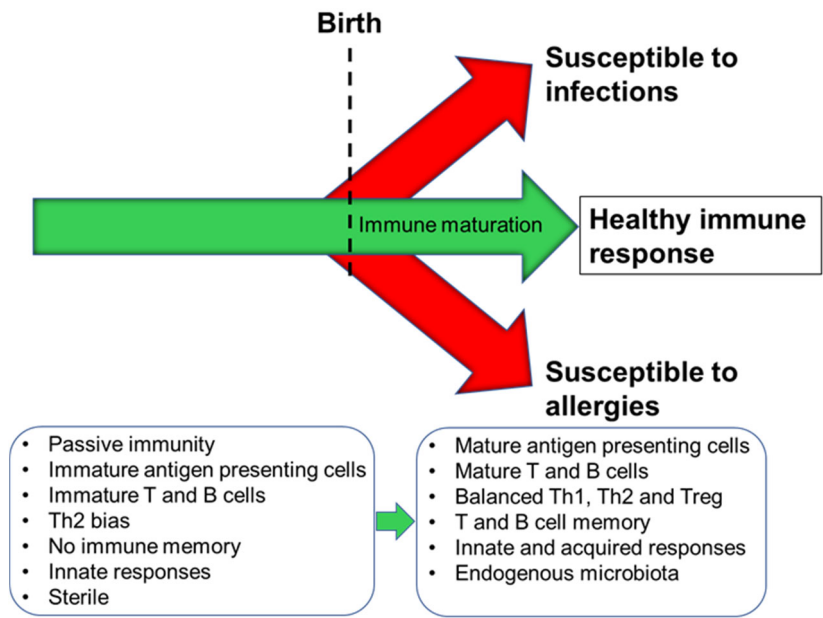 Birth
Susceptible to
infections
Immune maturation
Healthy immune
response
Susceptible to
allergies
• Passive immunity
• Immature antigen presenting cells
• Immature T and B cells
• Th2 bias
• No immune memory
• Innate responses
• Sterile
• Mature antigen presenting cells
• Mature T and B cells
• Balanced Th1, Th2 and Treg
• T and B cell memory
• Innate and acquired responses
• Endogenous microbiota